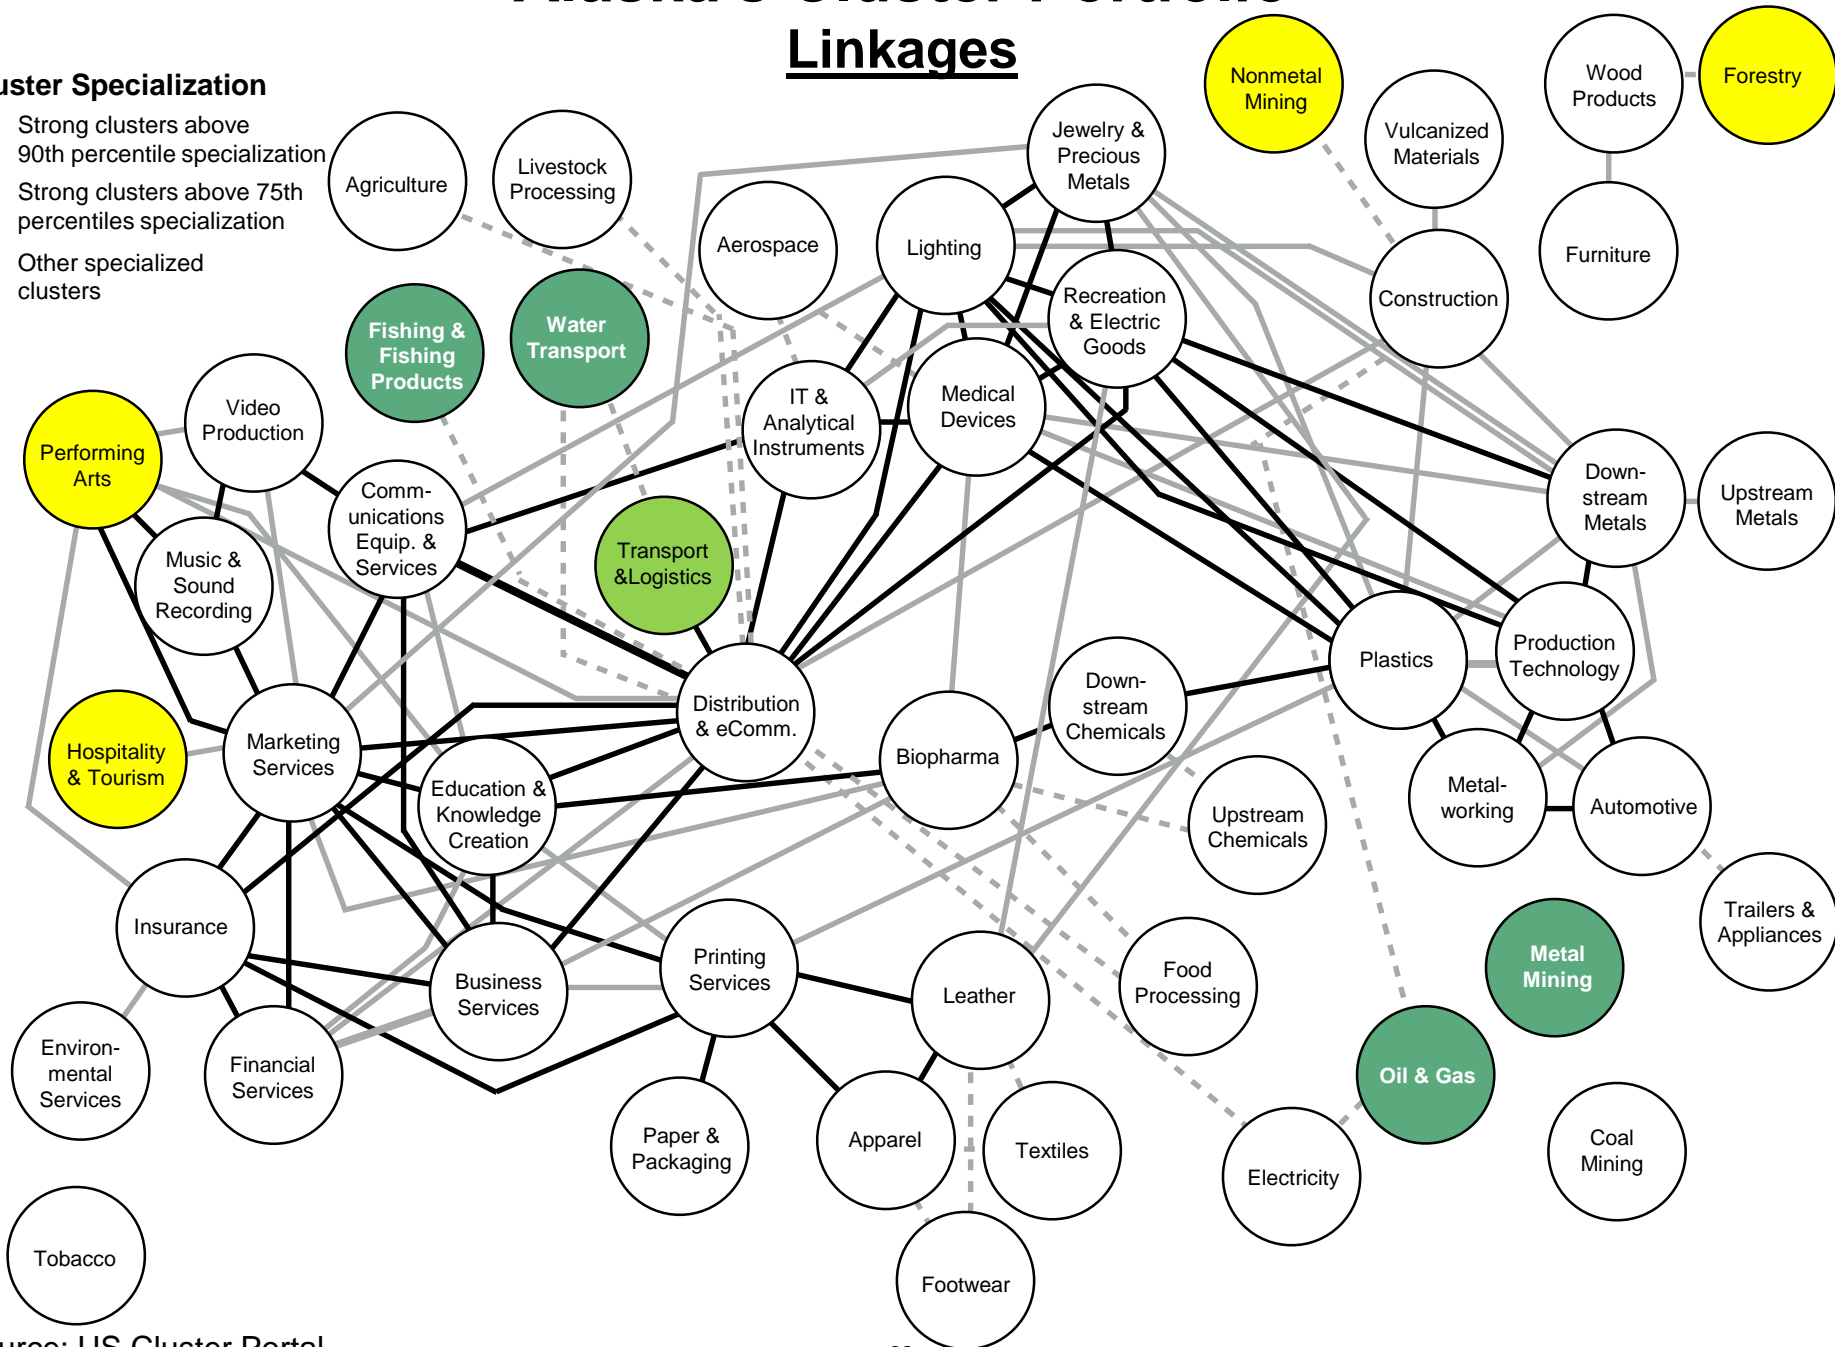 Linkages
Cluster Specialization
Strong clusters above
90th percentile specialization
Strong clusters above 75th
percentiles specialization
Other specialized
clusters
Nonmetal
Mining
Wood
Products
Forestry
Vulcanized
Materials
Jewelry &
Precious
Metals
Agriculture
Livestock
Processing
Aerospace
Lighting
Furniture
Construction
Recreation
& Electric
Goods
Fishing &
Fishing
Products
Water
Transport
Video
Production
IT &
Analytical
Instruments
Medical
Devices
Performing
Arts
Comm-
unications
Equip. &
Services
Down-
stream
Metals
Upstream
Metals
Music &
Sound
Recording
Transport
&Logistics
Plastics
Production
Technology
Distribution
& eComm.
Down-
stream
Chemicals
Hospitality
& Tourism
Marketing
Services
Biopharma
Education &
Knowledge
Creation
Upstream
Chemicals
Metal-
working
Automotive
Insurance
Trailers &
Appliances
Business
Services
Printing
Services
Leather
Food
Processing
Metal
Mining
Environ-
mental
Services
Financial
Services
Oil & Gas
Paper &
Packaging
Apparel
Textiles
Electricity
Coal
Mining
Tobacco
Footwear